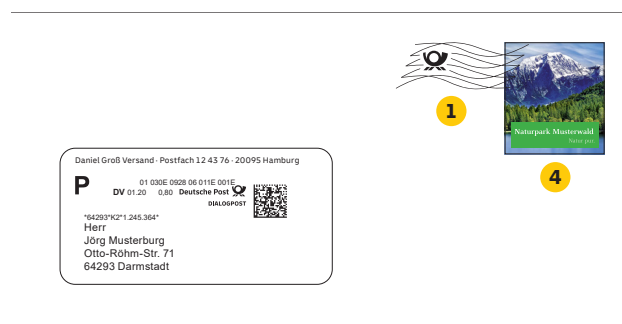 1
Naturpark Musterwald
Natur pur
4
Daniel Groß Versand · Postfach 12 43 76 · 20095 Hamburg
P
01 030E 0928 06 011E 001E
DV 01.20 0,80 Deutsche Post
DIALOGPOST
*64293*K2*1.245.364*
Herr
Jörg Musterburg
Otto-Röhm-Str. 71
64293 Darmstadt